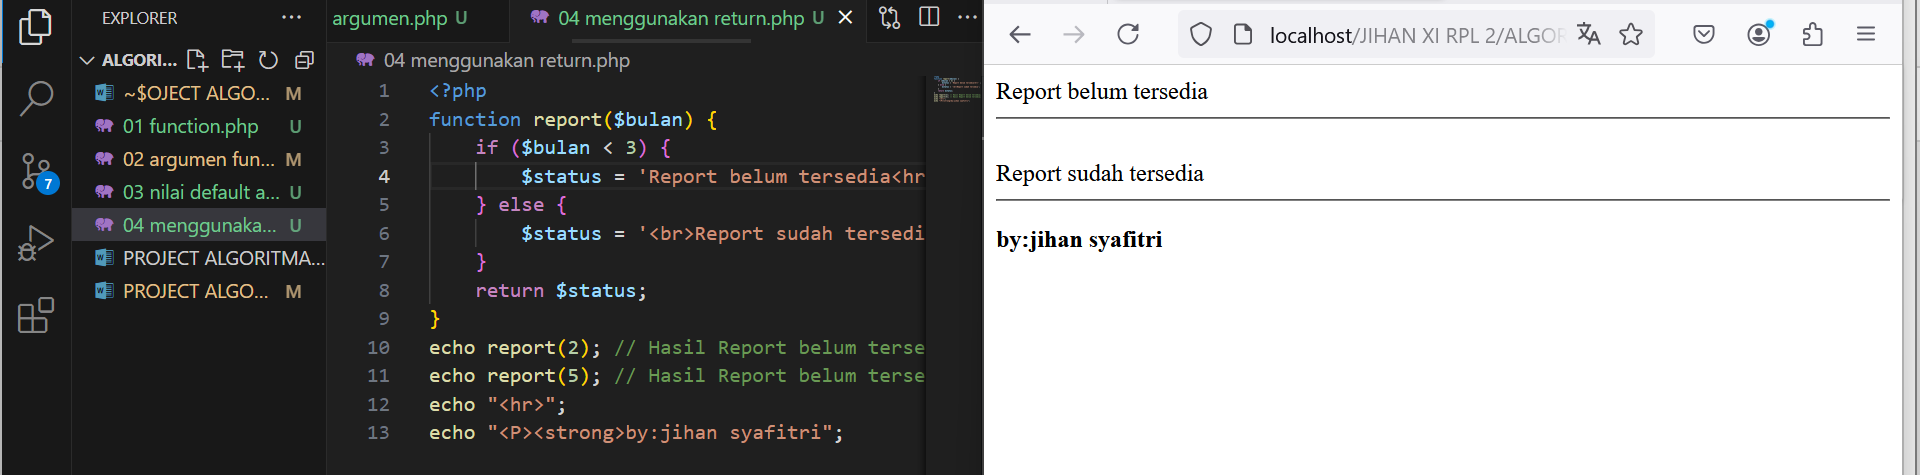 EXPLORER ...
argumen.php U
04 menggunakan return.php U
ALGORI...
~$OJECT ALGO... M
01 function.php U
02 argumen fun... M
03 nilai default a... U
04 menggunaka... U
PROJECT ALGORITMA...
PROJECT ALGO... M
7
04 menggunakan return.php
1 <?php
2 function report($bulan) {
3 if ($bulan < 3) {
4 $status = 'Report belum tersedia<hr
5 } else {
6 $status = '<br>Report sudah tersedi
7 }
8 return $status;
9 }
10 echo report(2); // Hasil Report belum terse
11 echo report(5); // Hasil Report belum terse
12 echo "<hr>";
13 echo "<P><strong>by:jihan syafitri";
localhost/JIHAN XI RPL 2/ALGOR
Report belum tersedia
Report sudah tersedia
by:jihan syafitri